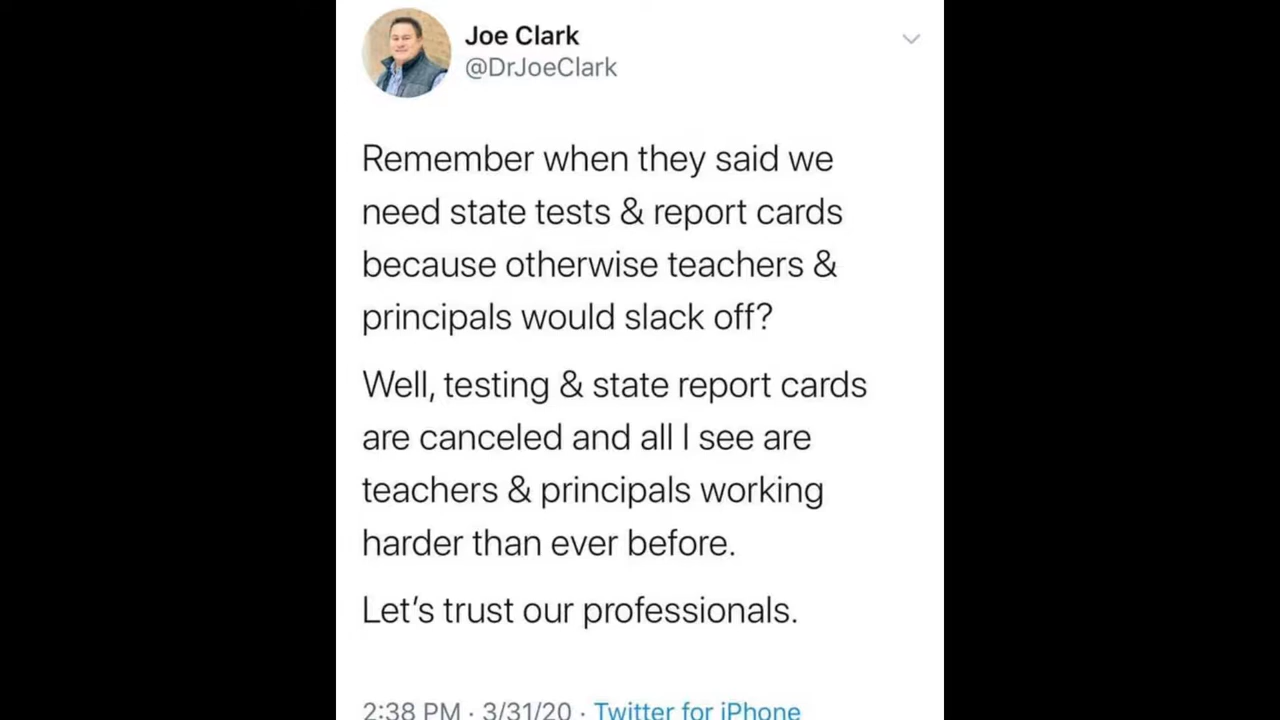 Joe Clark
@DrJoeClark
Remember when they said we
need state tests & report cards
because otherwise teachers &
principals would slack off?
Well, testing & state report cards
are canceled and all I see are
teachers & principals working
harder than ever before.
Let's trust our professionals.
2:38 PM · 3/31/20 · Twitter for iPhone